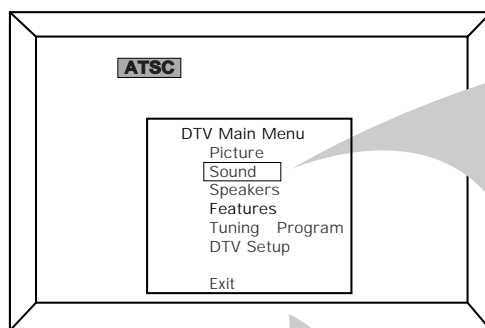 ATSC
DTV Main Menu
Picture
Sound
Speakers
Features
Tuning Program
DTV Setup
Exit